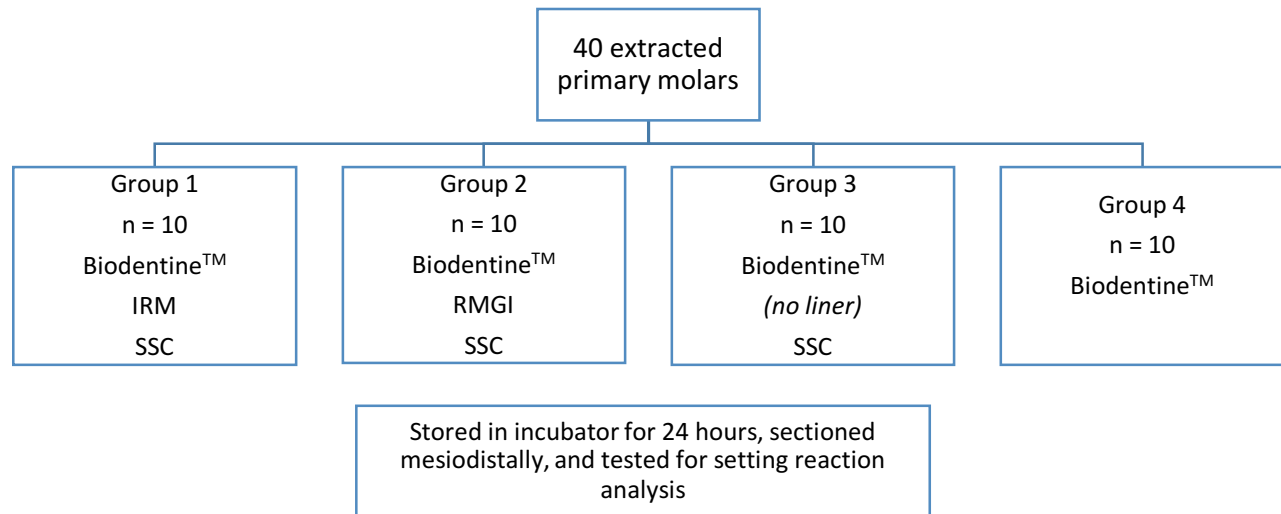 40 extracted
primary molars
Group 1
n = 10
Biodentine™
IRM
SSC
Group 2
n = 10
Biodentine™
RMGI
SSC
Group 3
n = 10
Biodentine™
(no liner)
SSC
Group 4
n = 10
Biodentine™
Stored in incubator for 24 hours, sectioned
mesiodistally, and tested for setting reaction
analysis